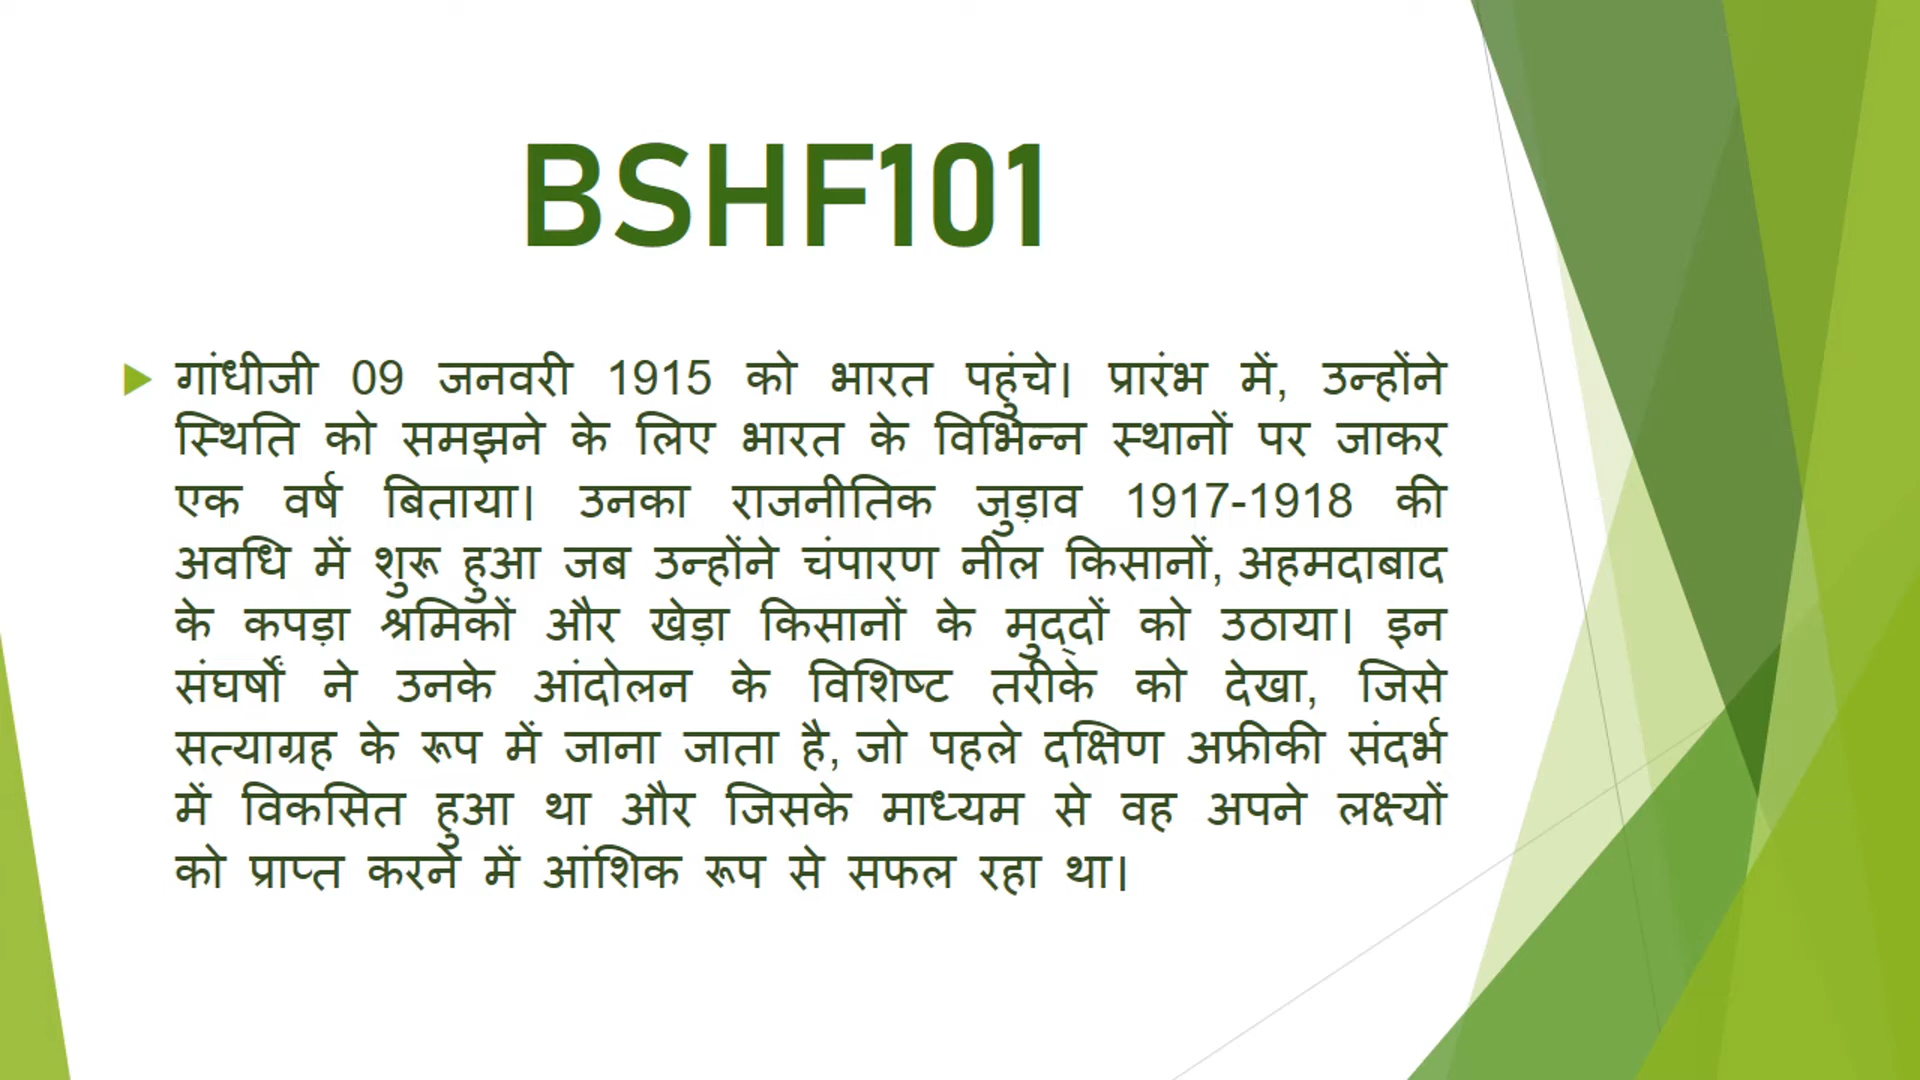 BSHF101
गांधीजी 09 जनवरी 1915 को भारत पहुंचे। प्रारंभ में, उन्होंने
स्थिति को समझने के लिए भारत के विभिन्न स्थानों पर जाकर
एक वर्ष बिताया। उनका राजनीतिक जुड़ाव 1917-1918 की
अवधि में शुरू हुआ जब उन्होंने चंपारण नील किसानों, अहमदाबाद
के कपड़ा श्रमिकों और खेड़ा किसानों के मुद्दों को उठाया। इन
संघर्षों ने उनके आंदोलन के विशिष्ट तरीके को देखा, जिसे
सत्याग्रह के रूप में जाना जाता है, जो पहले दक्षिण अफ्रीकी संदर्भ
में विकसित हुआ था और जिसके माध्यम से वह अपने लक्ष्यों
को प्राप्त करने में आंशिक रूप से सफल रहा था।